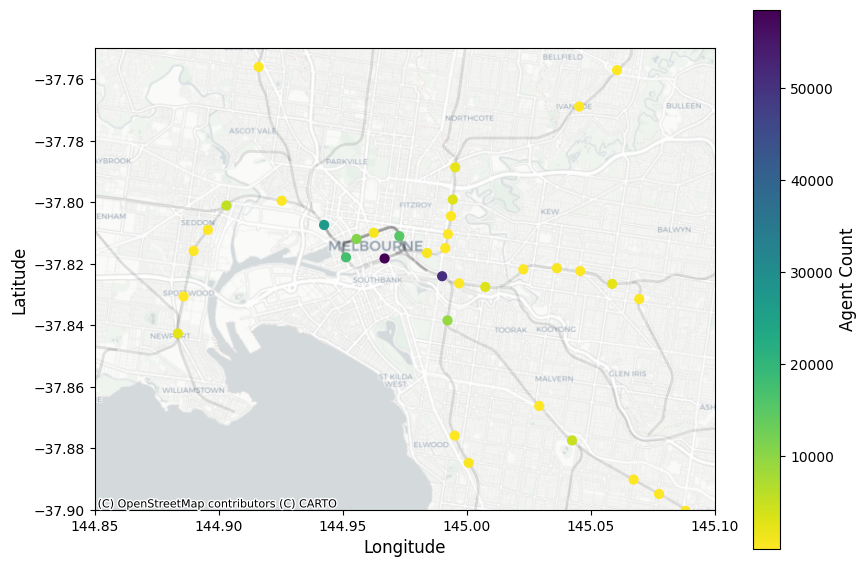 −37.76
−37.78
−37.80
−37.82
−37.84
−37.86
−37.88
−37.90
Latitude
BELLFIELD
IVANHOE
BULLEEN
NORTHCOTE
ASCOT VALE
PARKVILLE
FITZROY
KEW
SEDDON
BALWYN
MELBOURNE
SOUTHBANK
SPOTSWOOD
NEWPORT
TOORAK
KOOYONG
ST KILDA
WEST
MALVERN
GLEN IRIS
WILLIAMSTOWN
ELWOOD
ASH
(C) OpenStreetMap contributors (C) CARTO
144.85
144.90
144.95
145.00
145.05
145.10
Longitude
50000
40000
30000
20000
10000
Agent Count